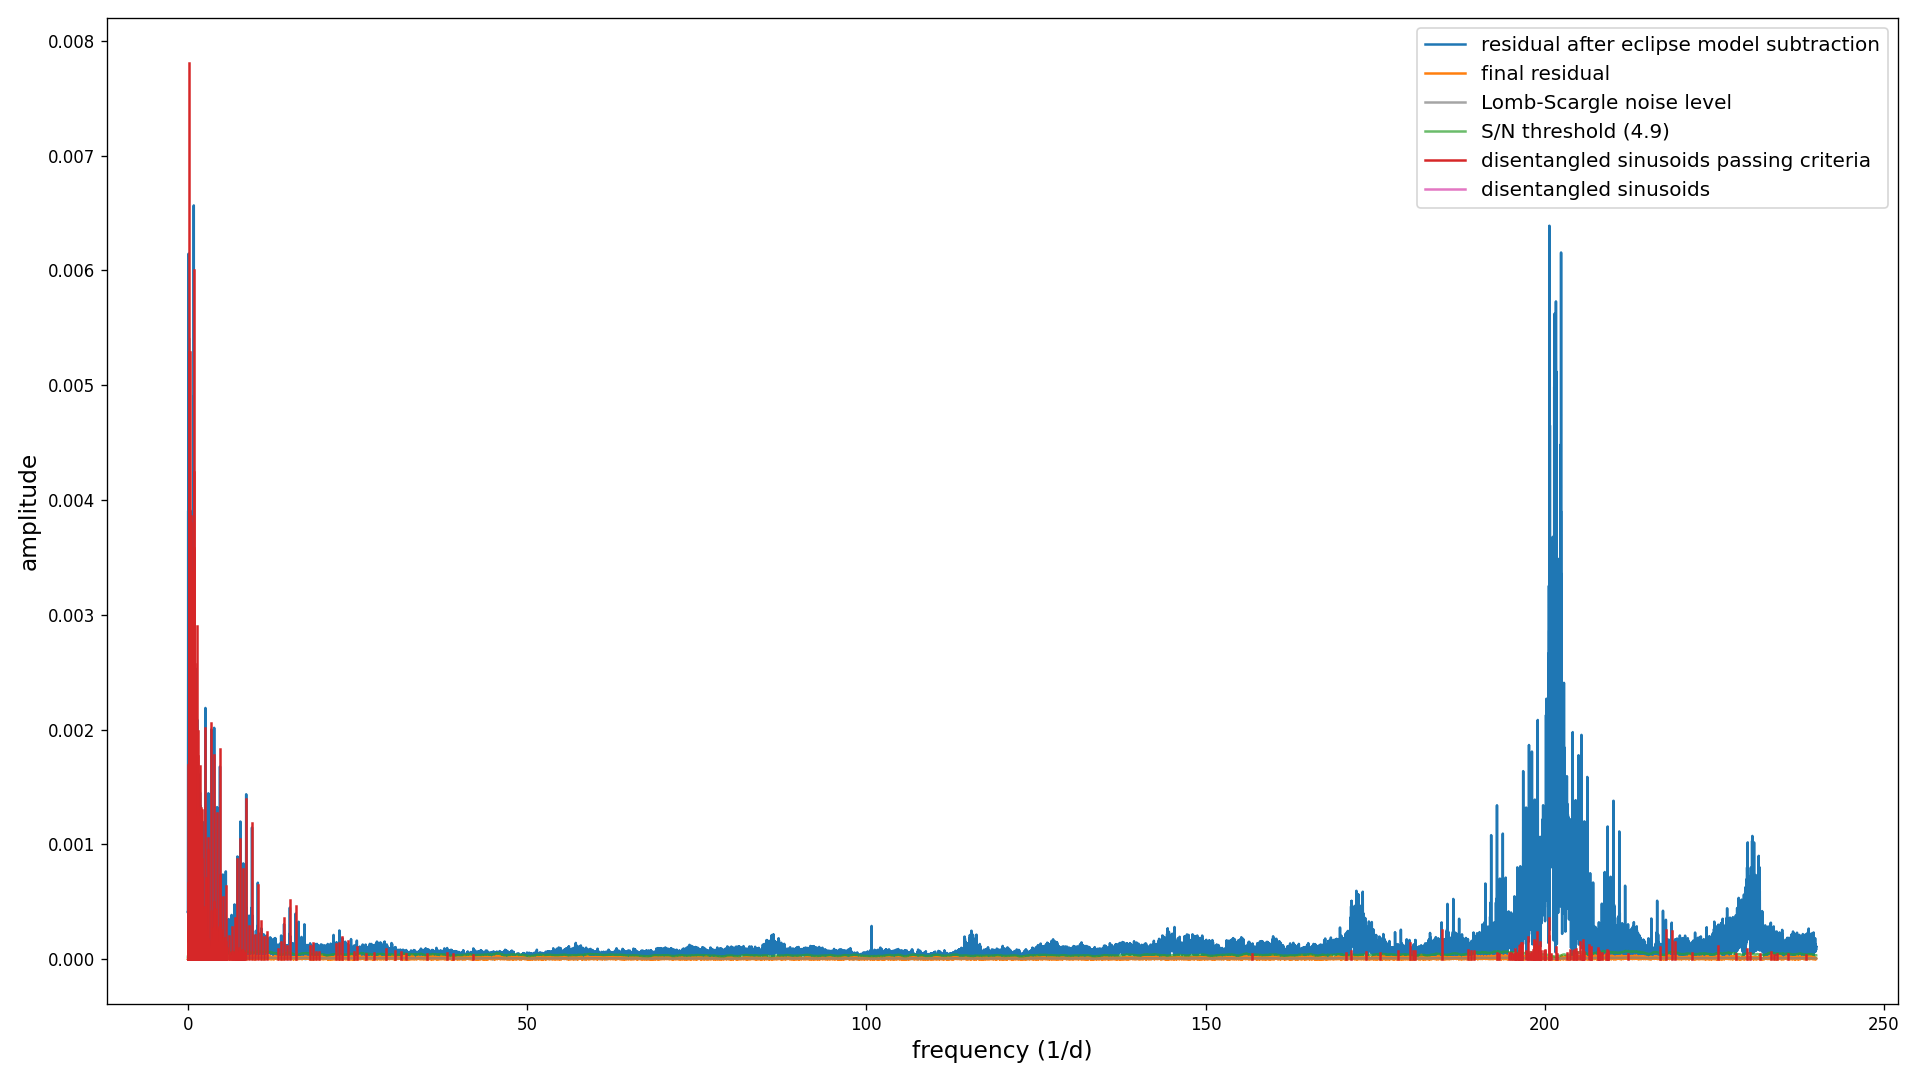 0.008
0.007
0.006
0.005
0.004
0.003
0.002
0.001
0.000
amplitude
residual after eclipse model subtraction
final residual
Lomb-Scargle noise level
S/N threshold (4.9)
disentangled sinusoids passing criteria
disentangled sinusoids
0 50 100 150 200 250
frequency (1/d)